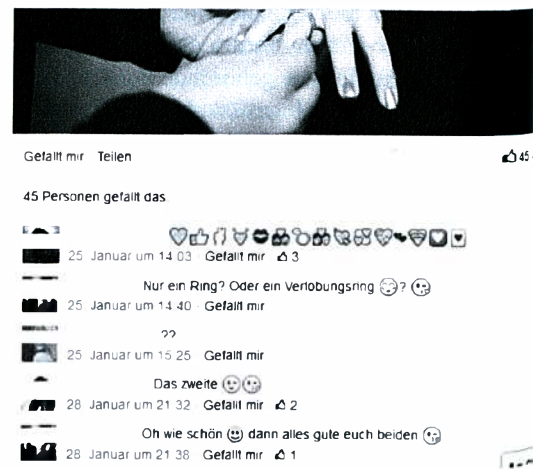 Gefällt mir Teilen 45
45 Personen gefällt das
25 Januar um 14 03 Gefällt mir 3
Nur ein Ring? Oder ein Verlobungsring ? 
25 Januar um 14 40 · Gefällt mir
??
25 Januar um 15 25 Gefällt mir
Das zweite
28 Januar um 21 32 Gefällt mir 2
Oh wie schön dann alles gute euch beiden
28 Januar um 21 38 Gefällt mir 1